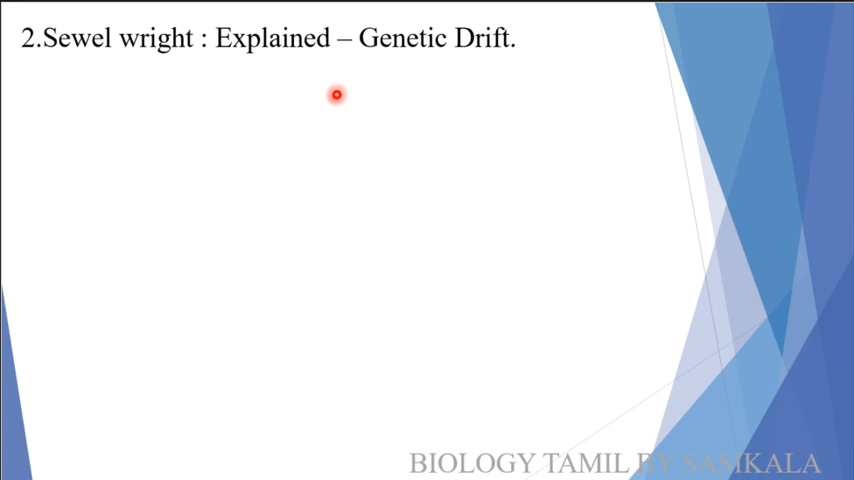 2.Sewel wright : Explained – Genetic Drift.
BIOLOGY TAMIL BY SASIKALA